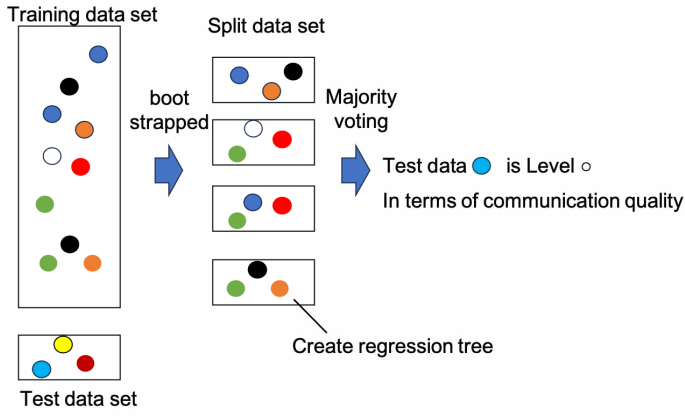 Training data set
Split data set
boot
strapped
Majority
voting
Test data is Level ○
In terms of communication quality
Create regression tree
Test data set